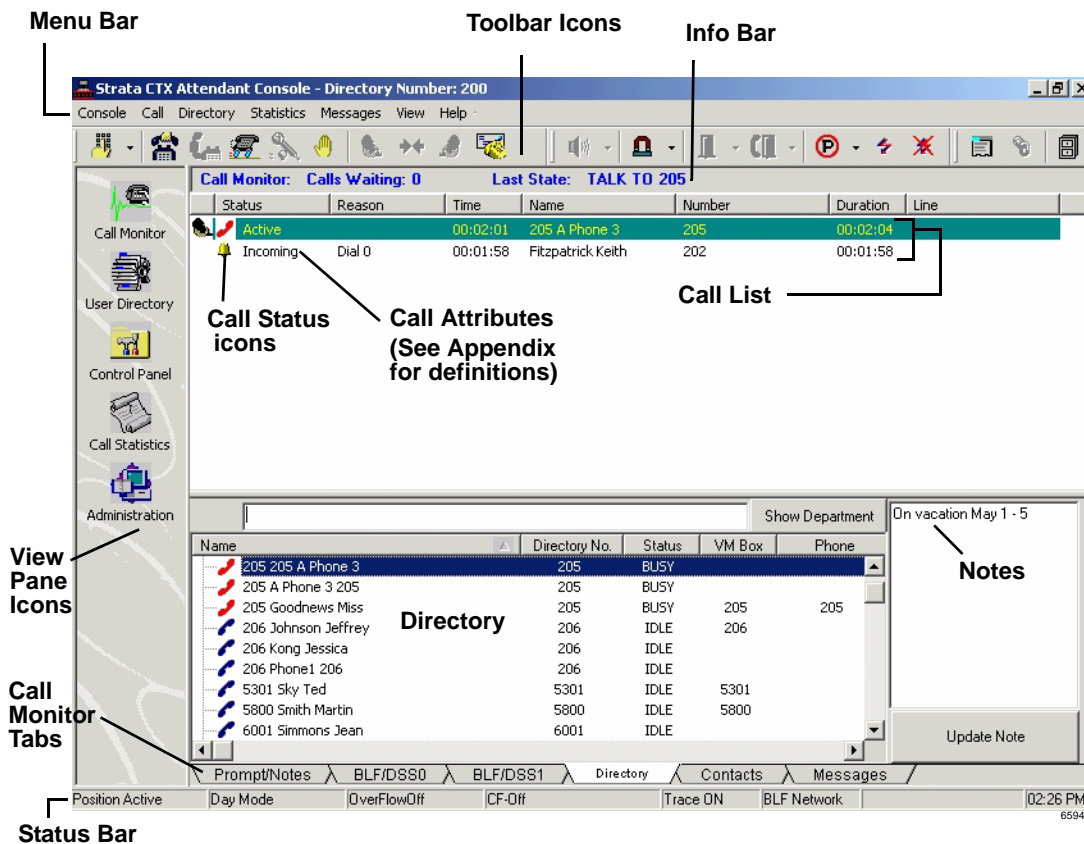 Menu Bar
Toolbar Icons
Info Bar
Strata CTX Attendant Console - Directory Number: 200
Console Call Directory Statistics Messages View Help
Call Monitor: Calls Waiting: 0 Last State: TALK TO 205
Status Reason Time Name Number Duration Line
Active 00:02:01 205 A Phone 3 205 00:02:04
Incoming Dial 0 00:01:58 Fitzpatrick Keith 202 00:01:58
Call Monitor
User Directory
Control Panel
Call Statistics
Administration
Call Status
icons
Call Attributes
(See Appendix
for definitions)
Call List
View
Pane
Icons
Show Department
On vacation May 1 - 5
Notes
Name Directory No. Status VM Box Phone
205 205 A Phone 3 205 BUSY
205 A Phone 3 205 205 BUSY
205 Goodnews Miss 205 BUSY 205 205
206 Johnson Jeffrey 206 IDLE 206
206 Kong Jessica 206 IDLE
206 Phone1 206 206 IDLE
5301 Sky Ted 5301 IDLE 5301
5800 Smith Martin 5800 IDLE 5800
6001 Simmons Jean 6001 IDLE
Directory
Update Note
Call
Monitor
Tabs
Prompt/Notes BLF/DSS0 BLF/DSS1 Directory Contacts Messages
Position Active Day Mode OverFlowOff CF-Off Trace ON BLF Network 02:26 PM
6594
Status Bar